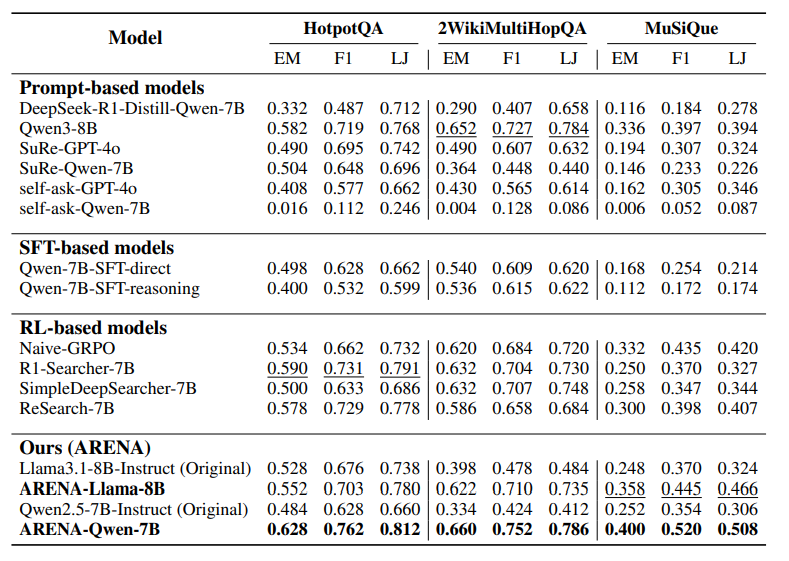 Model HotpotQA 2WikiMultiHopQA MuSiQue
EM F1 LJ EM F1 LJ EM F1 LJ
Prompt-based models
DeepSeek-R1-Distill-Qwen-7B 0.332 0.487 0.712 0.290 0.407 0.658 0.116 0.184 0.278
Qwen3-8B 0.582 0.719 0.768 0.652 0.727 0.784 0.336 0.397 0.394
SuRe-GPT-4o 0.490 0.695 0.742 0.490 0.607 0.632 0.194 0.307 0.324
SuRe-Qwen-7B 0.504 0.648 0.696 0.364 0.448 0.440 0.146 0.233 0.226
self-ask-GPT-4o 0.408 0.577 0.662 0.430 0.565 0.614 0.162 0.305 0.346
self-ask-Qwen-7B 0.016 0.112 0.246 0.004 0.128 0.086 0.006 0.052 0.087
SFT-based models
Qwen-7B-SFT-direct 0.498 0.628 0.662 0.540 0.609 0.620 0.168 0.254 0.214
Qwen-7B-SFT-reasoning 0.400 0.532 0.599 0.536 0.615 0.622 0.112 0.172 0.174
RL-based models
Naive-GRPO 0.534 0.662 0.732 0.620 0.684 0.720 0.332 0.435 0.420
R1-Searcher-7B 0.590 0.731 0.791 0.632 0.704 0.730 0.250 0.370 0.327
SimpleDeepSearcher-7B 0.500 0.633 0.686 0.632 0.707 0.748 0.258 0.347 0.344
ReSearch-7B 0.578 0.729 0.778 0.586 0.658 0.684 0.300 0.398 0.407
Ours (ARENA)
Llama3.1-8B-Instruct (Original) 0.528 0.676 0.738 0.398 0.478 0.484 0.248 0.370 0.324
ARENA-Llama-8B 0.552 0.703 0.780 0.622 0.710 0.735 0.358 0.445 0.466
Qwen2.5-7B-Instruct (Original) 0.484 0.628 0.660 0.334 0.424 0.412 0.252 0.354 0.306
ARENA-Qwen-7B 0.628 0.762 0.812 0.660 0.752 0.786 0.400 0.520 0.508